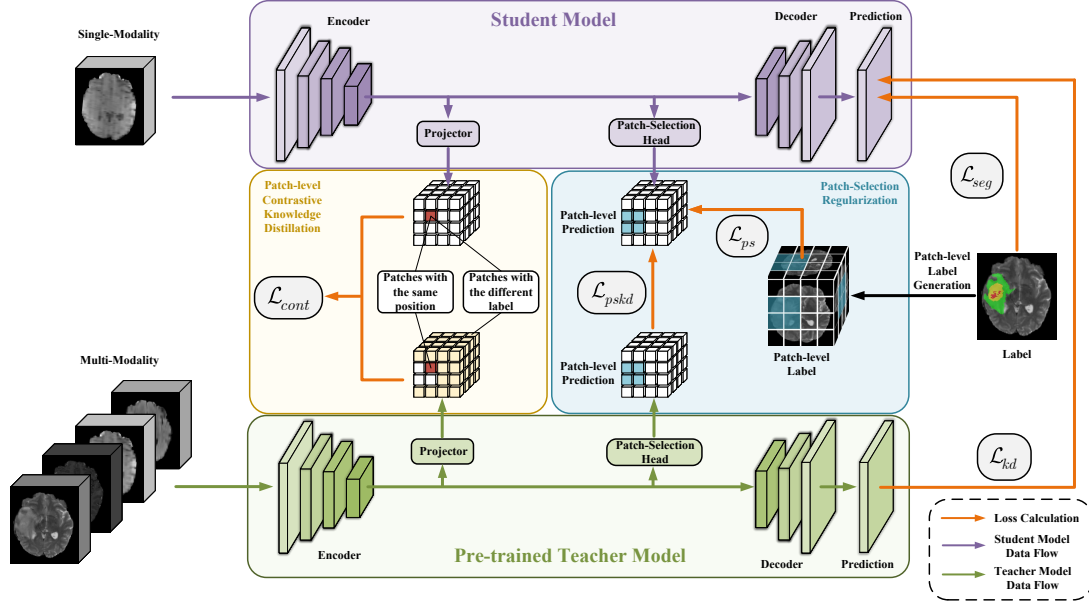 Student Model
Single-Modality
Encoder
Decoder
Prediction
Projector
Patch-Selection
Head
Patch-level
Contrastive
Knowledge
Distillation
Patch-Selection
Regularization
Patch-level
Prediction
ℒps
ℒseg
ℒcont
Patches with
the same
position
Patches with
the different
label
ℒpskd
Patch-level
Label
Generation
Patch-level
Label
Label
Patch-level
Prediction
Multi-Modality
Projector
Patch-Selection
Head
ℒkd
Encoder
Decoder
Prediction
Pre-trained Teacher Model
Loss Calculation
Student Model
Data Flow
Teacher Model
Data Flow